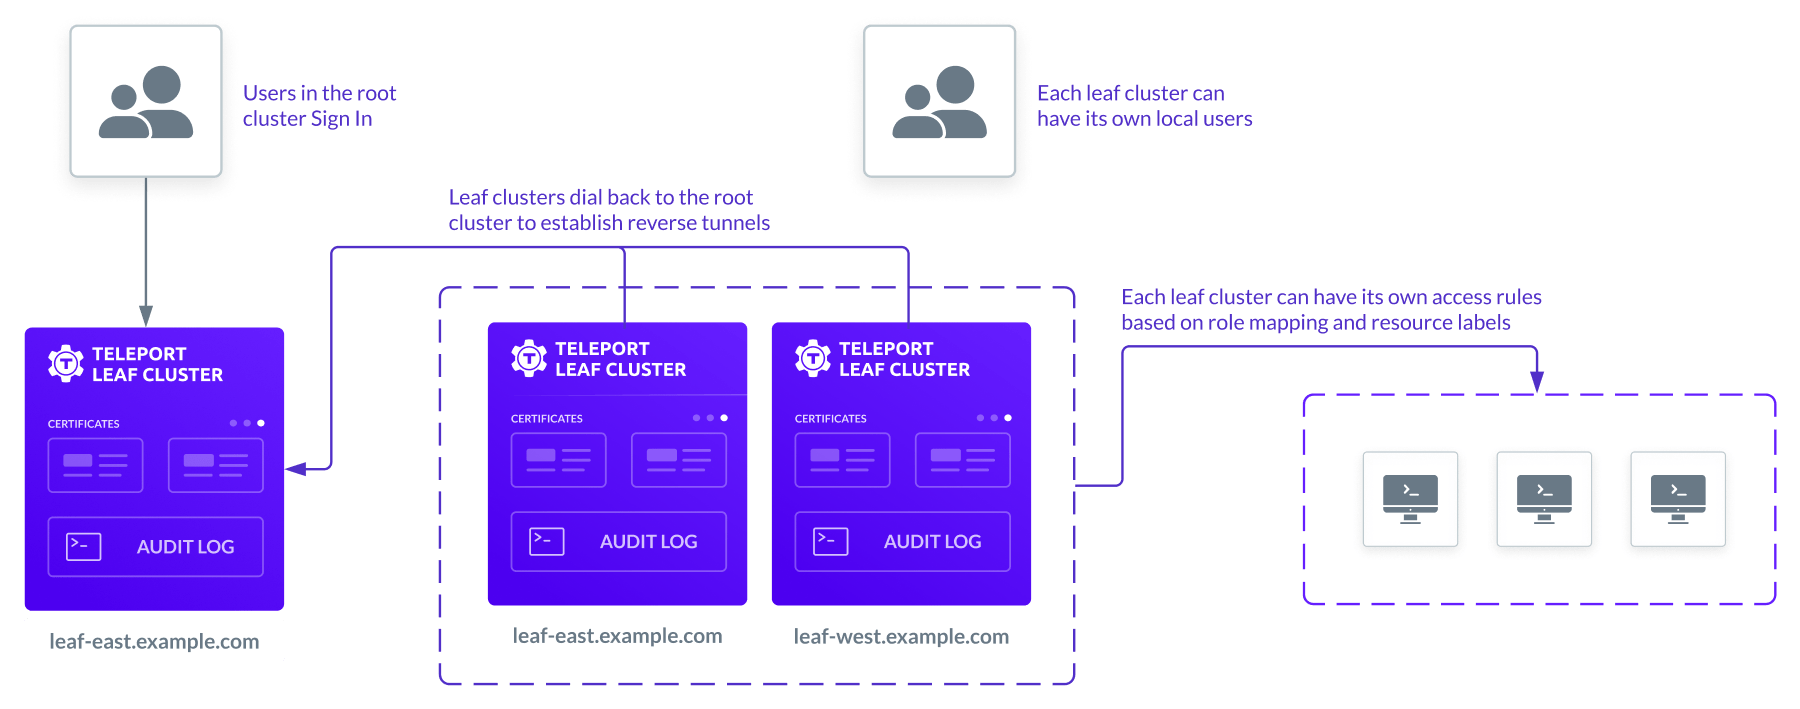 Users in the root
cluster Sign In
Each leaf cluster can
have its own local users
Leaf clusters dial back to the root
cluster to establish reverse tunnels
Each leaf cluster can have its own access rules
based on role mapping and resource labels
TELEPORT
LEAF CLUSTER
CERTIFICATES
AUDIT LOG
leaf-east.example.com
TELEPORT
LEAF CLUSTER
CERTIFICATES
AUDIT LOG
leaf-east.example.com
TELEPORT
LEAF CLUSTER
CERTIFICATES
AUDIT LOG
leaf-west.example.com